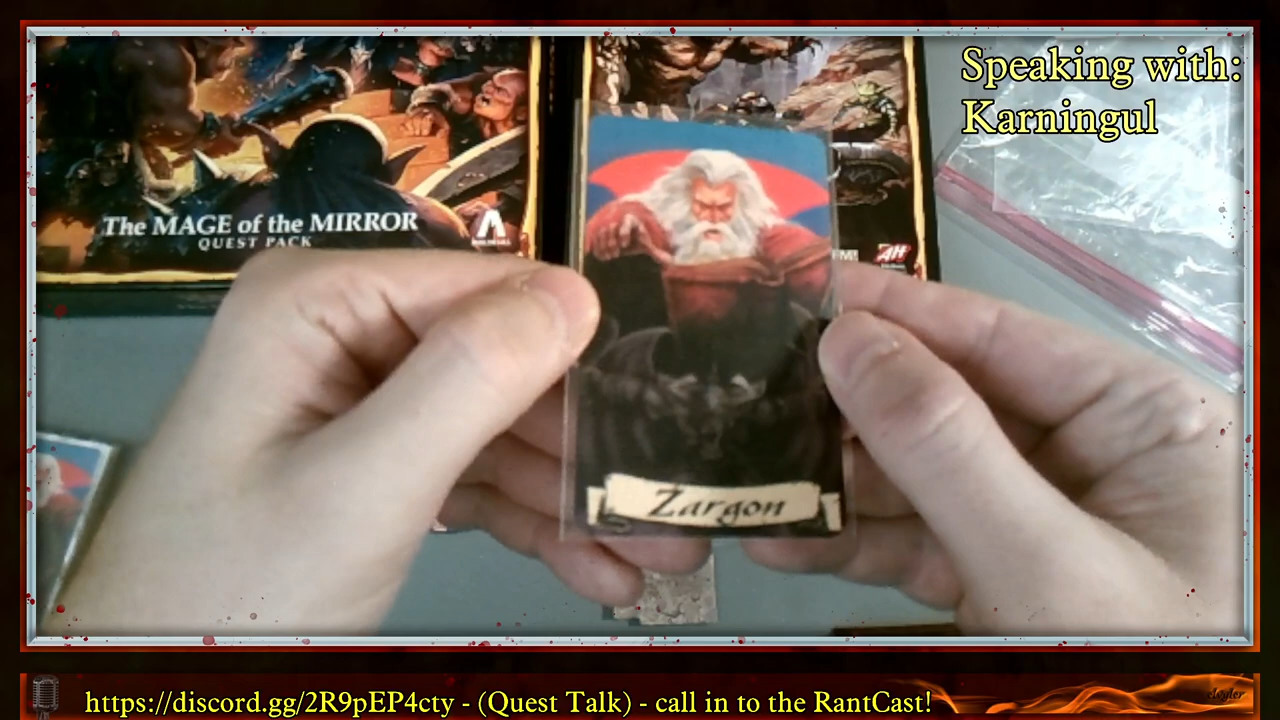 Speaking with:
Karningul
The MAGE of the MIRROR
QUEST PACK
AH
Zargon
https://discord.gg/2R9pEP4cty - (Quest Talk) - call in to the RantCast!